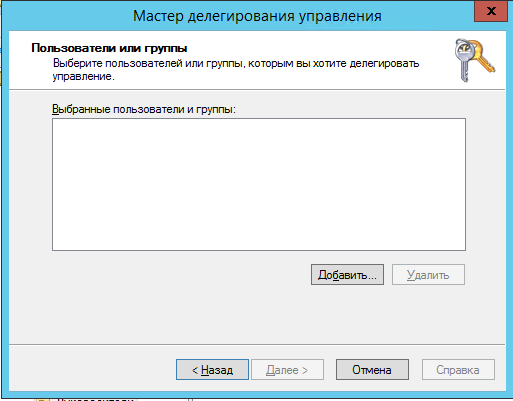 Мастер делегирования управления
x
Пользователи или группы
Выберите пользователей или группы, которым вы хотите делегировать
управление.
Выбранные пользователи и группы:
Добавить...
Удалить
< Назад
Далее >
Отмена
Справка